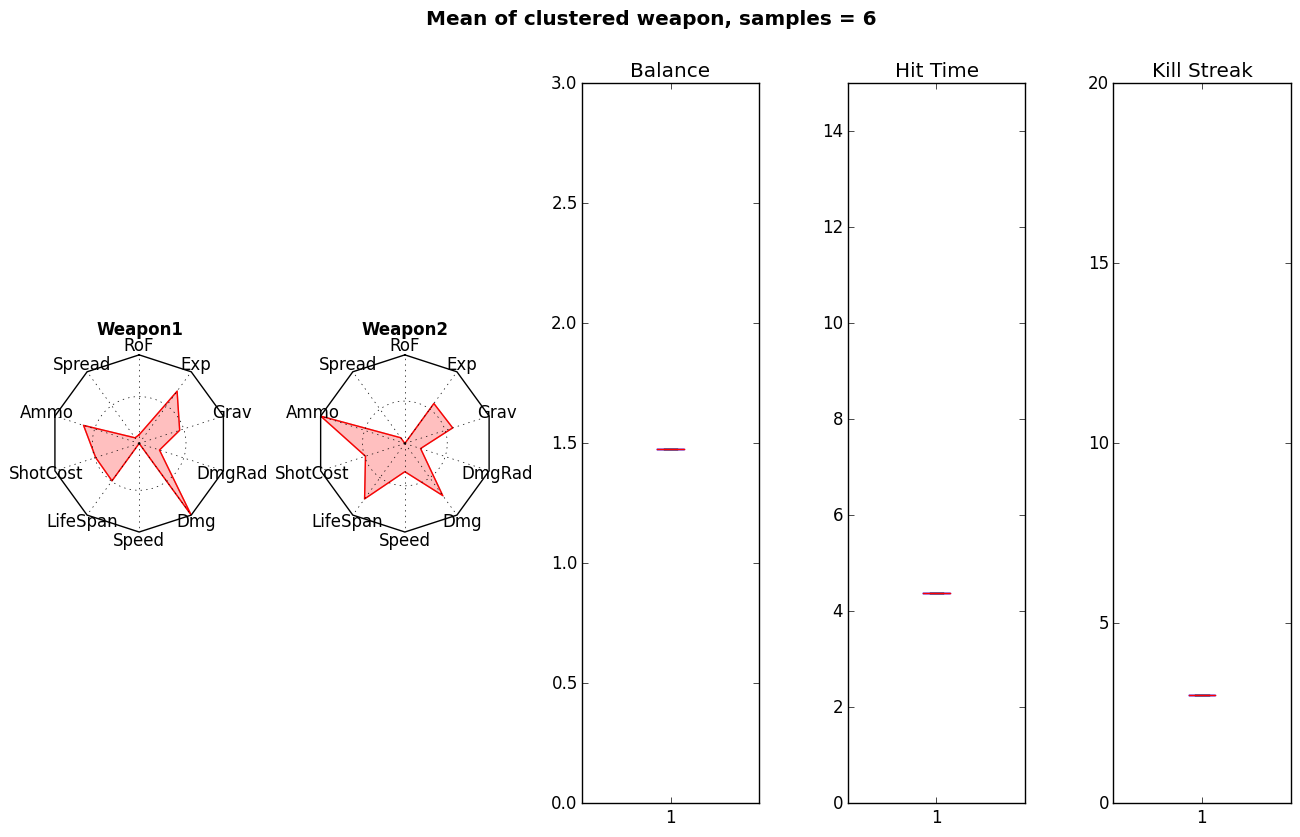 Mean of clustered weapon, samples = 6
Weapon1
RoF
Exp
Grav
DmgRad
Dmg
Speed
LifeSpan
ShotCost
Ammo
Spread
Weapon2
RoF
Exp
Grav
DmgRad
Dmg
Speed
LifeSpan
ShotCost
Ammo
Spread
Balance
3.0
2.5
2.0
1.5
1.0
0.5
0.0
1
Hit Time
14
12
10
8
6
4
2
0
1
Kill Streak
20
15
10
5
0
1